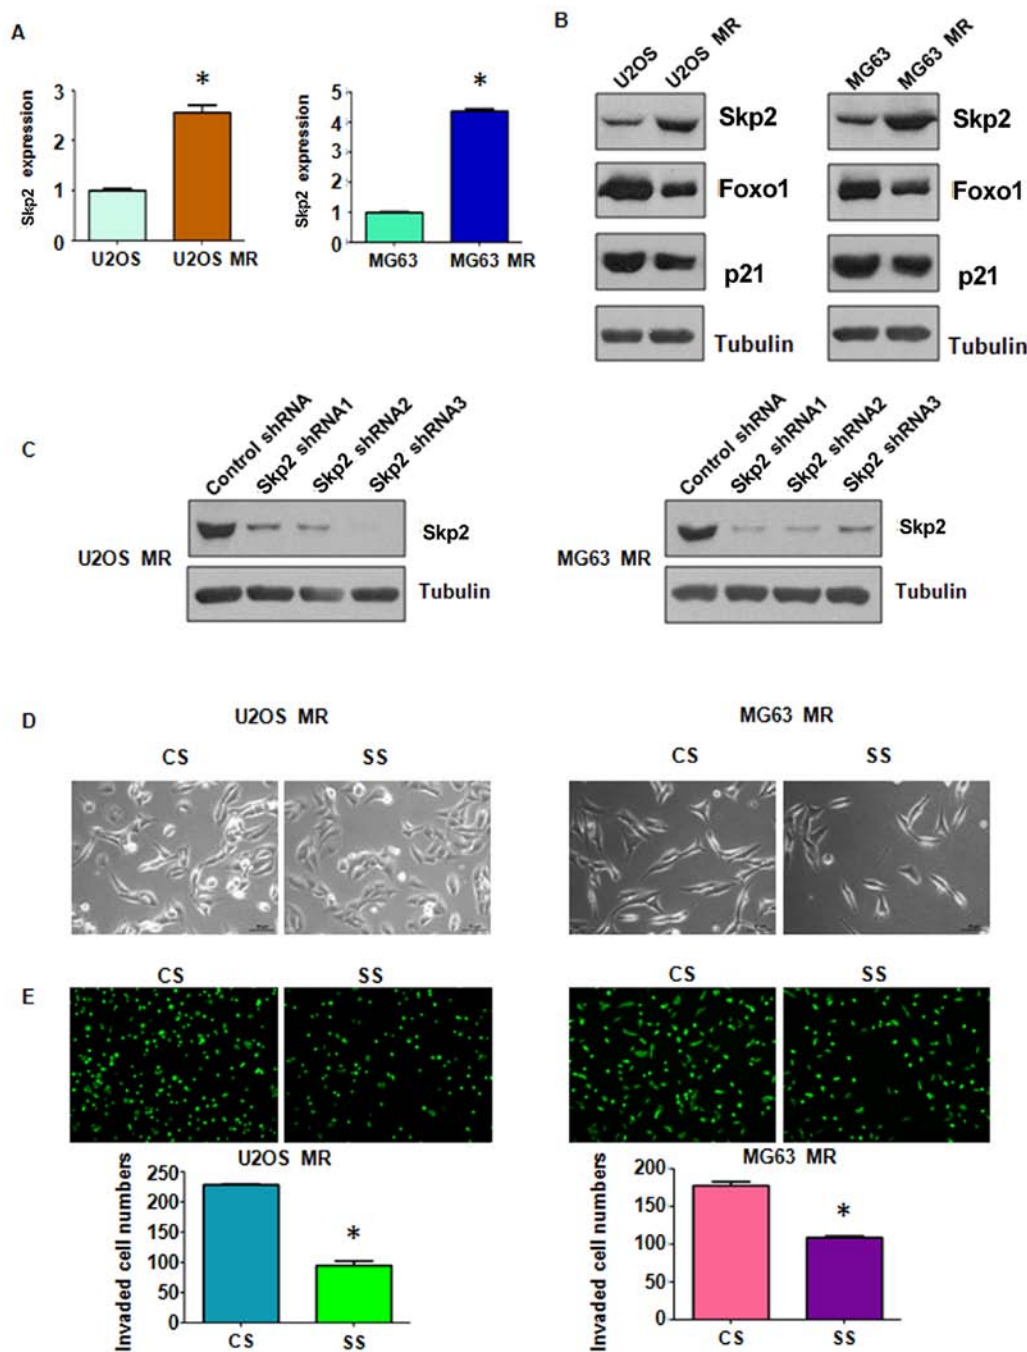 A
Skp2 expression
3
2
1
0
*
U2OS
U2OS MR
Skp2 expression
5
4
3
2
1
0
*
MG63
MG63 MR
B
U2OS
U2OS MR
Skp2
Foxo1
p21
Tubulin
MG63
MG63 MR
Skp2
Foxo1
p21
Tubulin
C
Control shRNA
Skp2 shRNA1
Skp2 shRNA2
Skp2 shRNA3
U2OS MR
Skp2
Tubulin
Control shRNA
Skp2 shRNA1
Skp2 shRNA2
Skp2 shRNA3
MG63 MR
Skp2
Tubulin
D
U2OS MR
CS
SS
MG63 MR
CS
SS
E
CS
SS
CS
SS
U2OS MR
Invaded cell numbers
250
200
150
100
50
0
*
CS
SS
MG63 MR
Invaded cell numbers
200
150
100
50
0
*
CS
SS